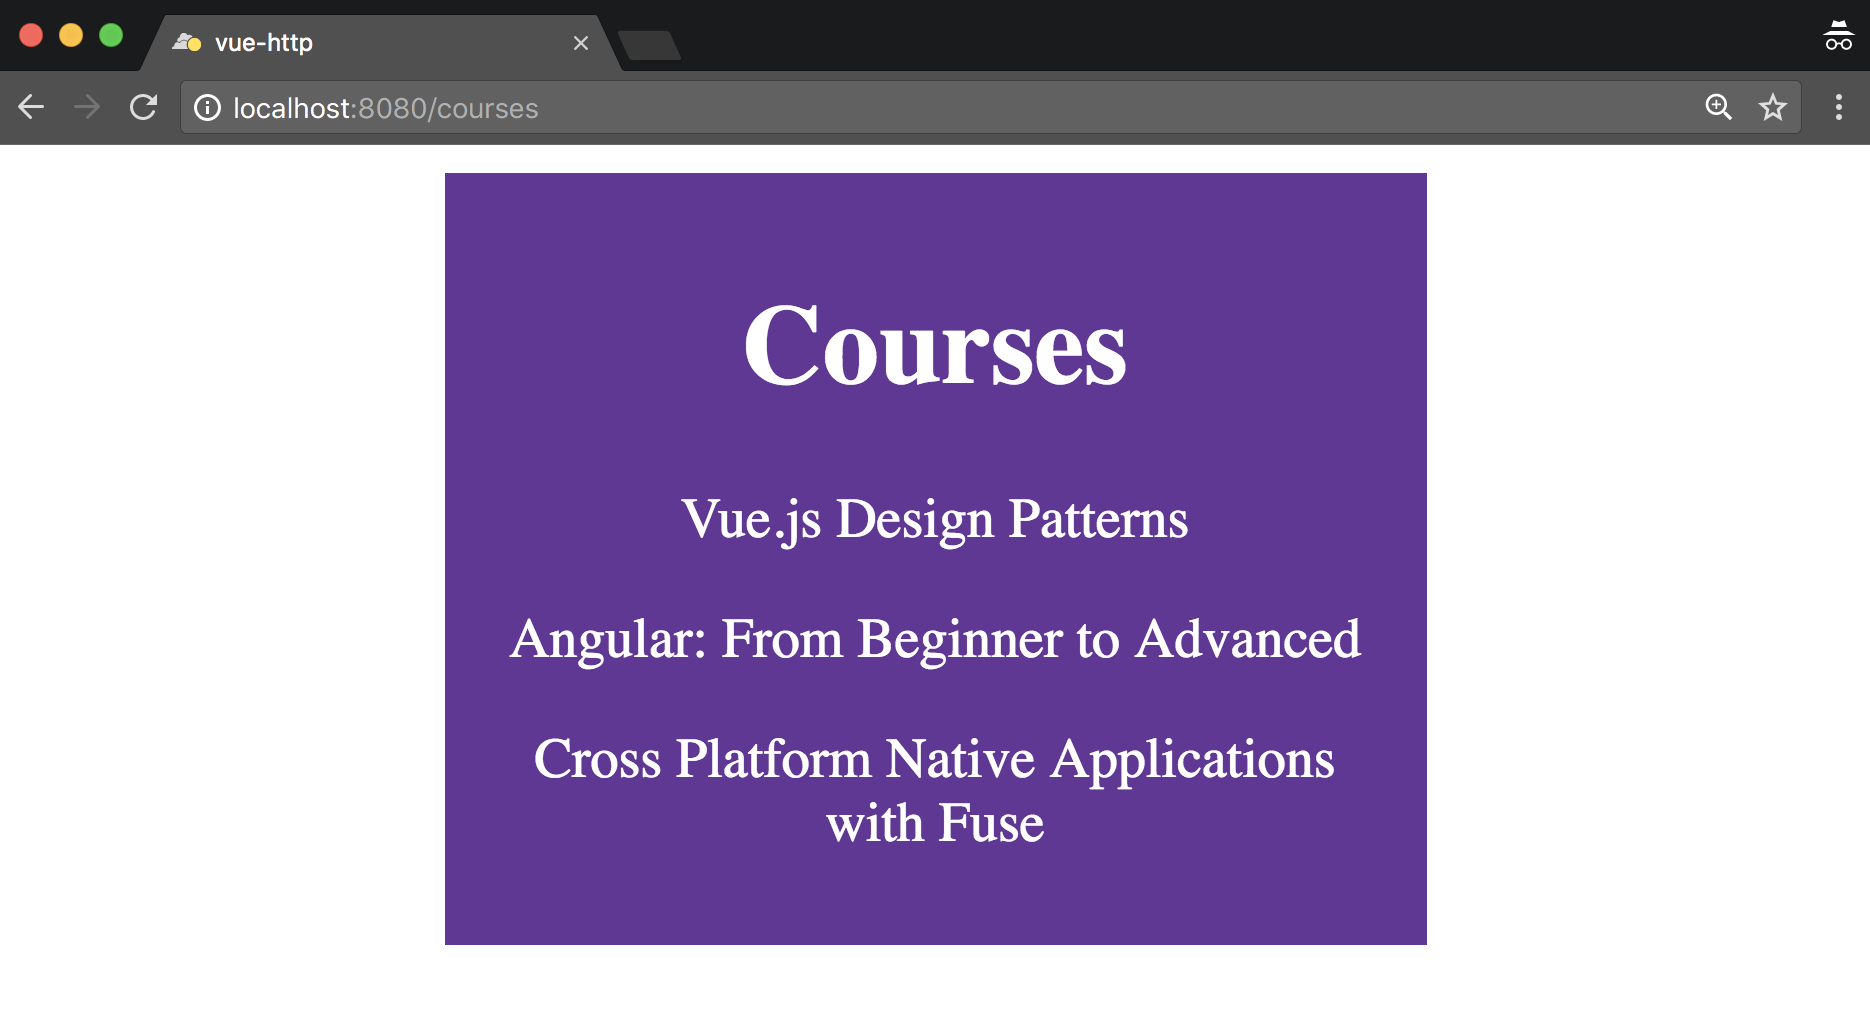 vue-http
localhost:8080/courses
Courses
Vue.js Design Patterns
Angular: From Beginner to Advanced
Cross Platform Native Applications
with Fuse